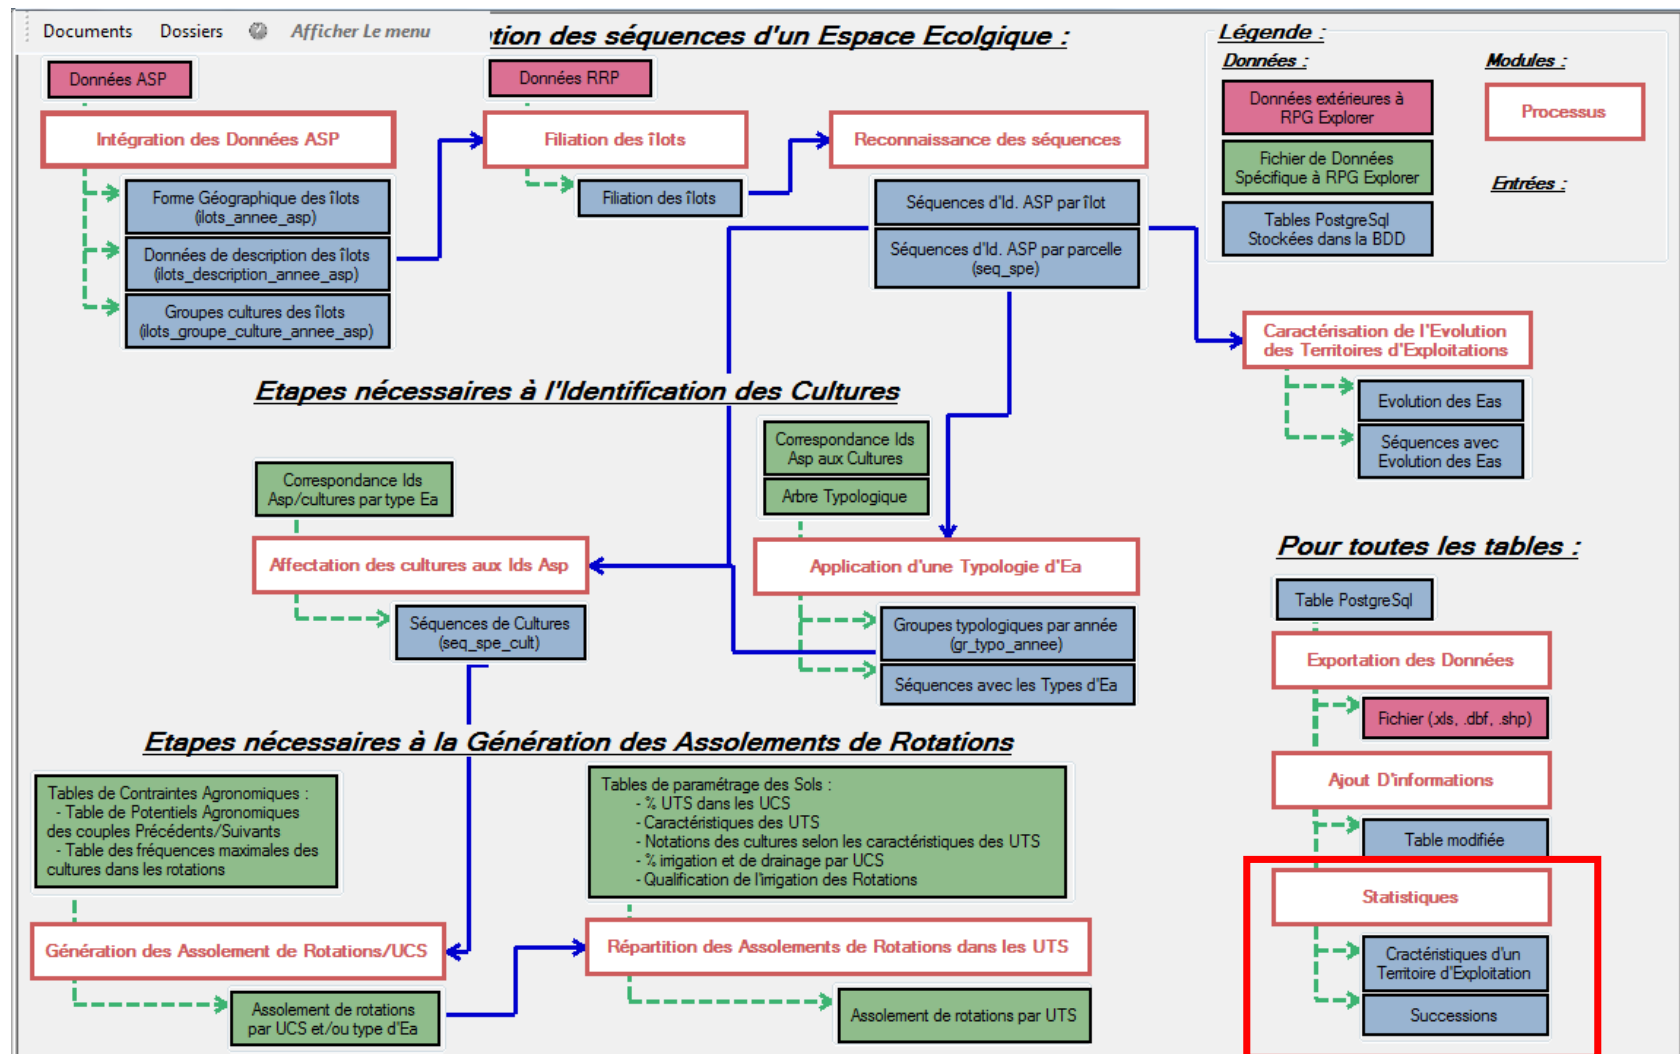 Documents Dossiers Afficher Le menu
tion des séquences d'un Espace Ecolgique :
Légende :
Données :
Modules :
Données extérieures à
RPG Explorer
Processus
Fichier de Données
Spécifique à RPG Explorer
Entrées :
Tables PostgreSql
Stockées dans la BDD
Données ASP
Données RRP
Intégration des Données ASP
Filiation des îlots
Reconnaissance des séquences
Forme Géographique des îlots
(ilots_annee_asp)
Données de description des îlots
(ilots_description_annee_asp)
Groupes cultures des îlots
(ilots_groupe_culture_annee_asp)
Filiation des îlots
Séquences d'Id. ASP par îlot
Séquences d'Id. ASP par parcelle
(seq_spe)
Caractérisation de l'Evolution
des Territoires d'Exploitations
Evolution des Eas
Séquences avec
Evolution des Eas
Etapes nécessaires à l'Identification des Cultures
Correspondance Ids
Asp/cultures par type Ea
Correspondance Ids
Asp aux Cultures
Arbre Typologique
Affectation des cultures aux Ids Asp
Application d'une Typologie d'Ea
Séquences de Cultures
(seq_spe_cult)
Groupes typologiques par année
(gr_typo_annee)
Séquences avec les Types d'Ea
Pour toutes les tables :
Table PostgreSql
Exportation des Données
Fichier (.xls, .dbf, .shp)
Ajout D'informations
Table modifiée
Statistiques
Cractéristiques d'un
Territoire d'Exploitation
Successions
Etapes nécessaires à la Génération des Assolements de Rotations
Tables de Contraintes Agronomiques :
- Table de Potentiels Agronomiques
des couples Précédents/Suivants
- Table des fréquences maximales des
cultures dans les rotations
Tables de paramétrage des Sols :
- % UTS dans les UCS
- Caractéristiques des UTS
- Notations des cultures selon les caractéristiques des UTS
- % irrigation et de drainage par UCS
- Qualification de l'irrigation des Rotations
Génération des Assolement de Rotations/UCS
Répartition des Assolements de Rotations dans les UTS
Assolement de rotations
par UCS et/ou type d'Ea
Assolement de rotations par UTS